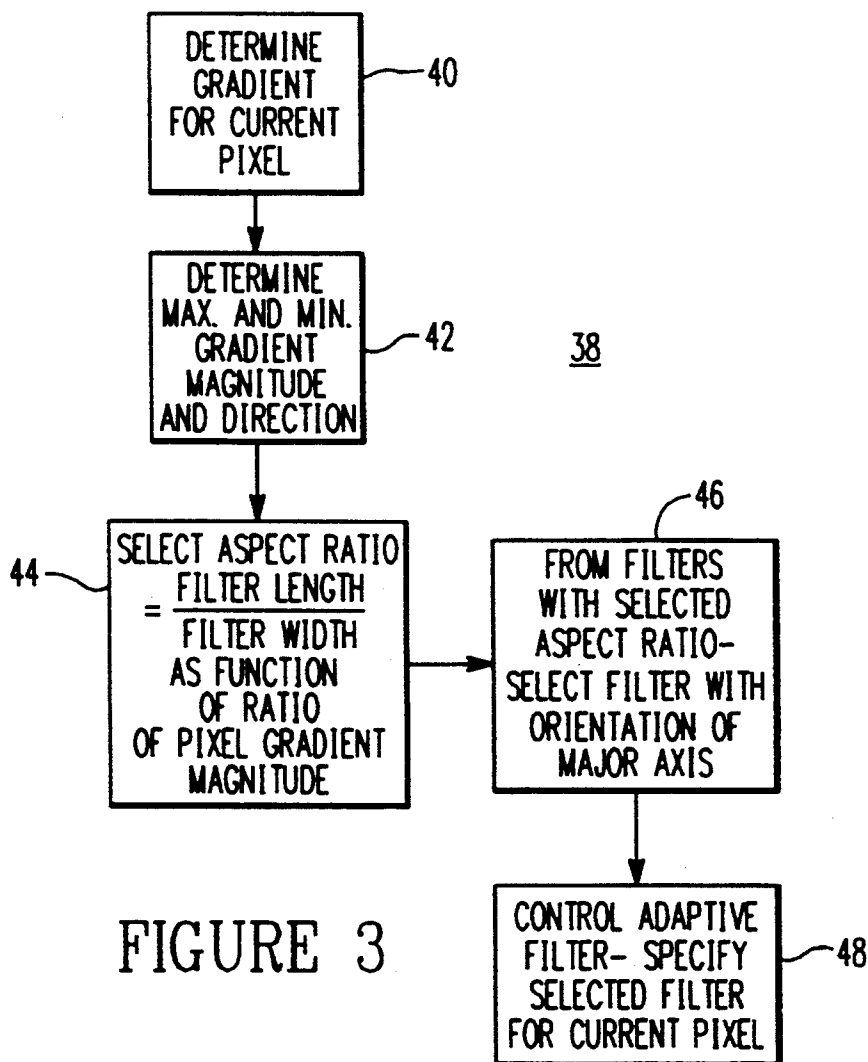 DETERMINE
GRADIENT
FOR CURRENT
PIXEL
40
DETERMINE
MAX. AND MIN.
GRADIENT
MAGNITUDE
AND DIRECTION
42
38
44
SELECT ASPECT RATIO
= FILTER LENGTH
FILTER WIDTH
AS FUNCTION
OF RATIO
OF PIXEL GRADIENT
MAGNITUDE
46
FROM FILTERS
WITH SELECTED
ASPECT RATIO-
SELECT FILTER WITH
ORIENTATION OF
MAJOR AXIS
CONTROL ADAPTIVE
FILTER- SPECIFY
SELECTED FILTER
FOR CURRENT PIXEL
48
FIGURE 3